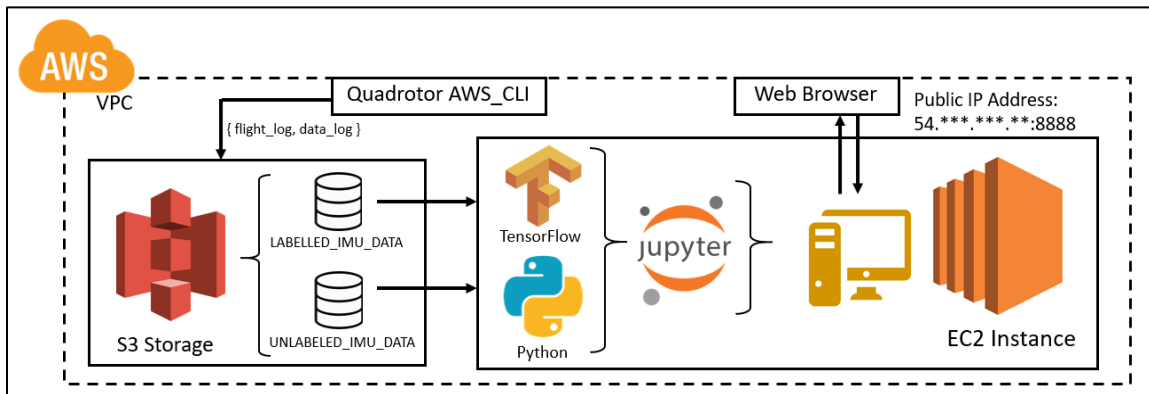 AWS
VPC
Quadrotor AWS_CLI
Web Browser
Public IP Address:
54.***.***.**:8888
{ flight_log, data_log }
LABELLED_IMU_DATA
UNLABELED_IMU_DATA
S3 Storage
TensorFlow
Python
jupyter
EC2 Instance